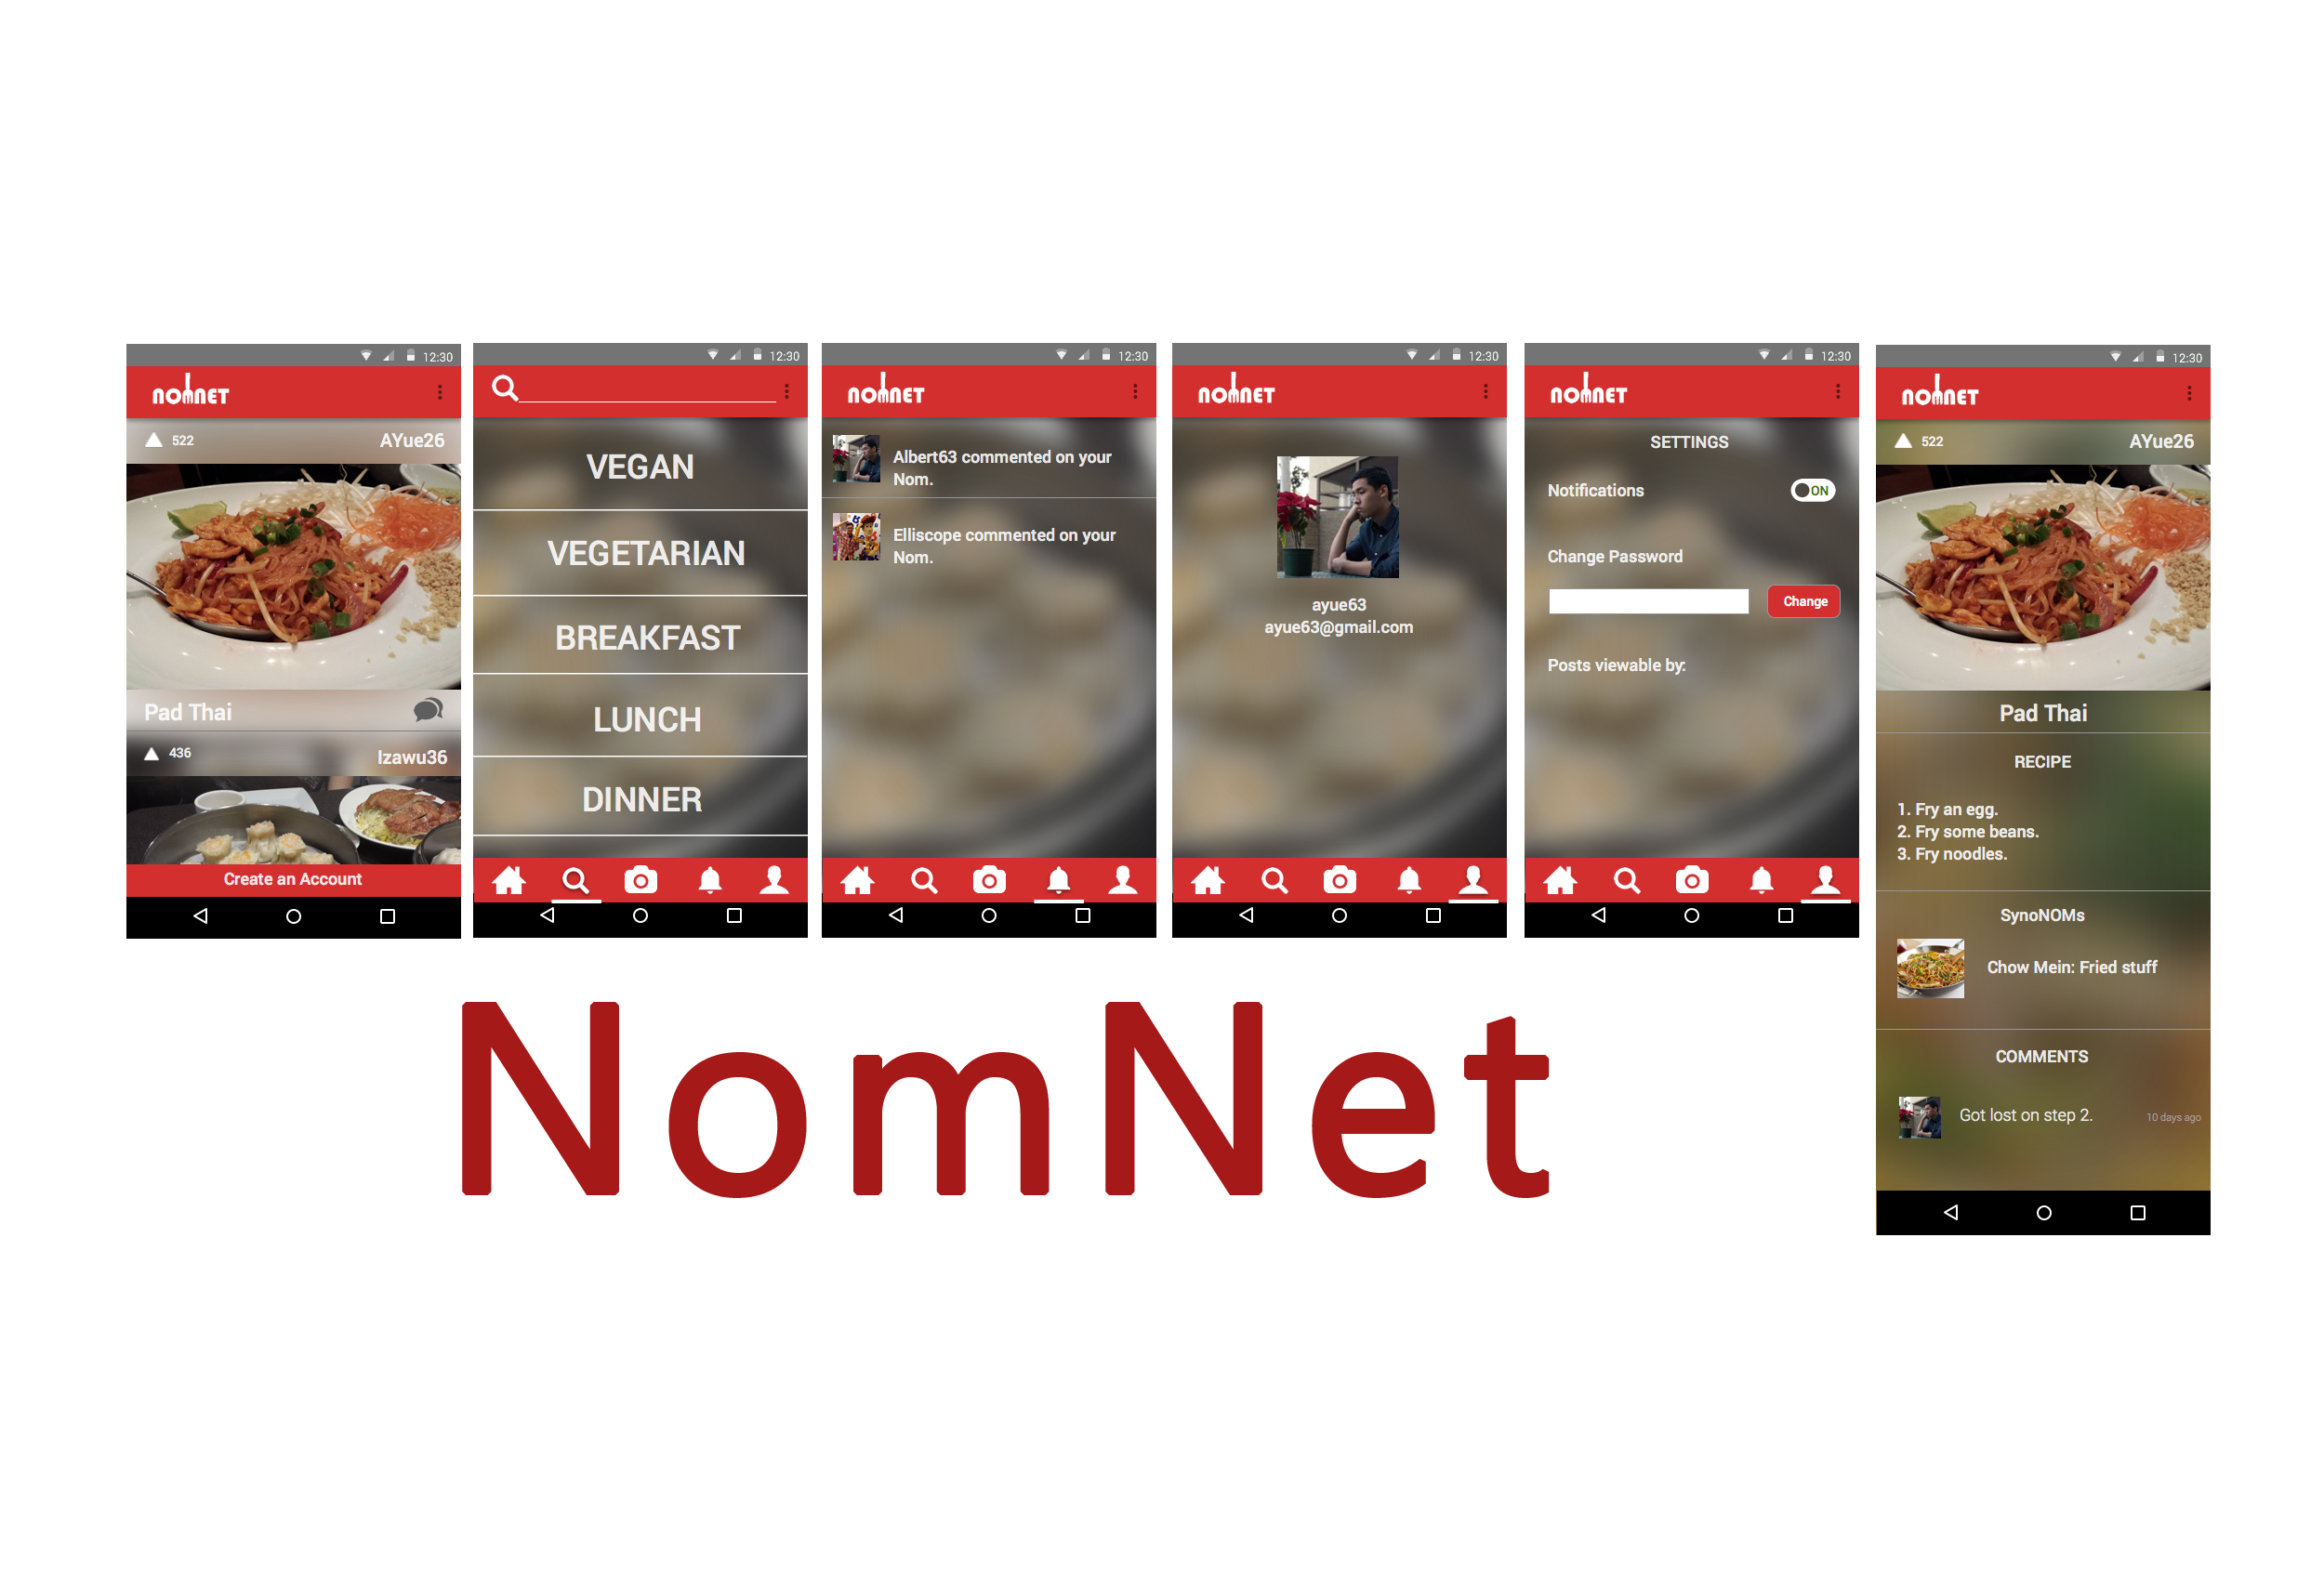 12:30
NOMNET
522
AYue26
Pad Thai
436
Izawu36
Create an Account
12:30
VEGAN
VEGETARIAN
BREAKFAST
LUNCH
DINNER
12:30
NOMNET
Albert63 commented on your
Nom.
Elliscope commented on your
Nom.
12:30
NOMNET
ayue63
ayue63@gmail.com
12:30
NOMNET
SETTINGS
Notifications
ON
Change Password
Change
Posts viewable by:
12:30
NOMNET
522
AYue26
Pad Thai
RECIPE
1. Fry an egg.
2. Fry some beans.
3. Fry noodles.
SynoNOMs
Chow Mein: Fried stuff
COMMENTS
Got lost on step 2.
10 days ago
NomNet